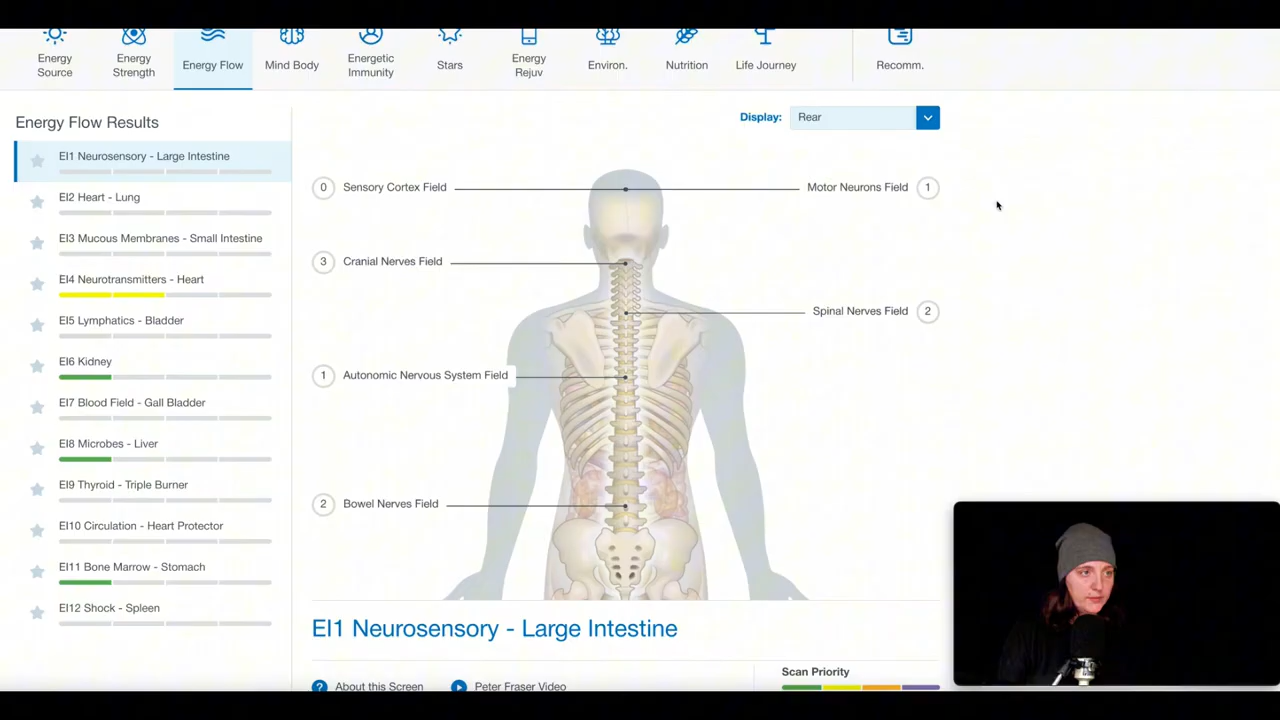 Energy Source
Energy Strength
Energy Flow
Mind Body
Energetic Immunity
Stars
Energy Rejuv
Environ.
Nutrition
Life Journey
Recomm.
Energy Flow Results
EI1 Neurosensory - Large Intestine
EI2 Heart - Lung
EI3 Mucous Membranes - Small Intestine
EI4 Neurotransmitters - Heart
EI5 Lymphatics - Bladder
EI6 Kidney
EI7 Blood Field - Gall Bladder
EI8 Microbes - Liver
EI9 Thyroid - Triple Burner
EI10 Circulation - Heart Protector
EI11 Bone Marrow - Stomach
EI12 Shock - Spleen
Display: Rear
0 Sensory Cortex Field
Motor Neurons Field 1
3 Cranial Nerves Field
Spinal Nerves Field 2
1 Autonomic Nervous System Field
2 Bowel Nerves Field
EI1 Neurosensory - Large Intestine
Scan Priority
? About this Screen
Peter Fraser Video